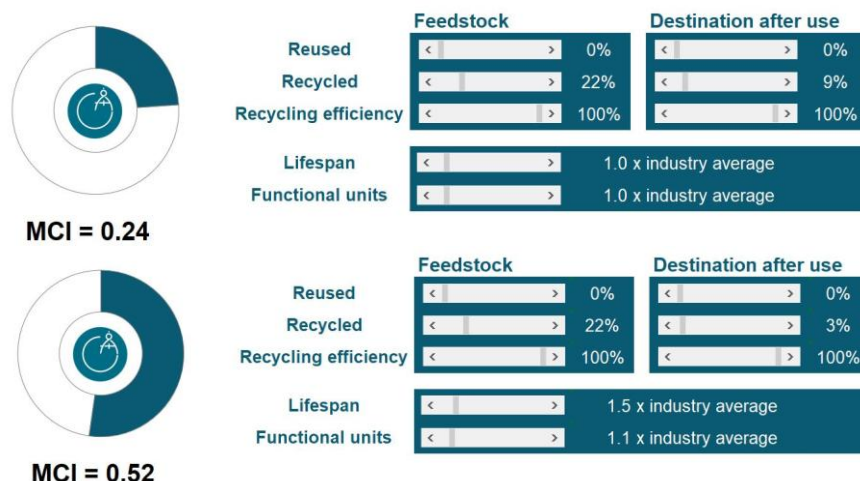 Feedstock Destination after use
Reused < > 0% < > 0%
Recycled < > 22% < > 9%
Recycling efficiency < > 100% < > 100%
Lifespan < > 1.0 x industry average
Functional units < > 1.0 x industry average
MCI = 0.24
Feedstock Destination after use
Reused < > 0% < > 0%
Recycled < > 22% < > 3%
Recycling efficiency < > 100% < > 100%
Lifespan < > 1.5 x industry average
Functional units < > 1.1 x industry average
MCI = 0.52